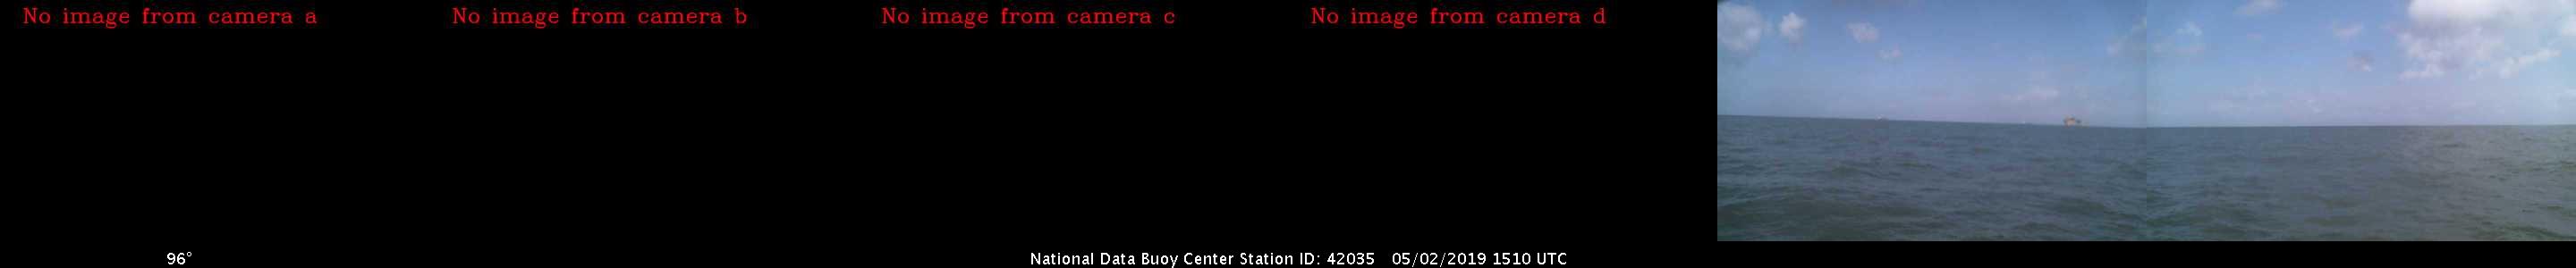 No image from camera a
No image from camera b
No image from camera c
No image from camera d
96°
National Data Buoy Center Station ID: 42035 05/02/2019 1510 UTC